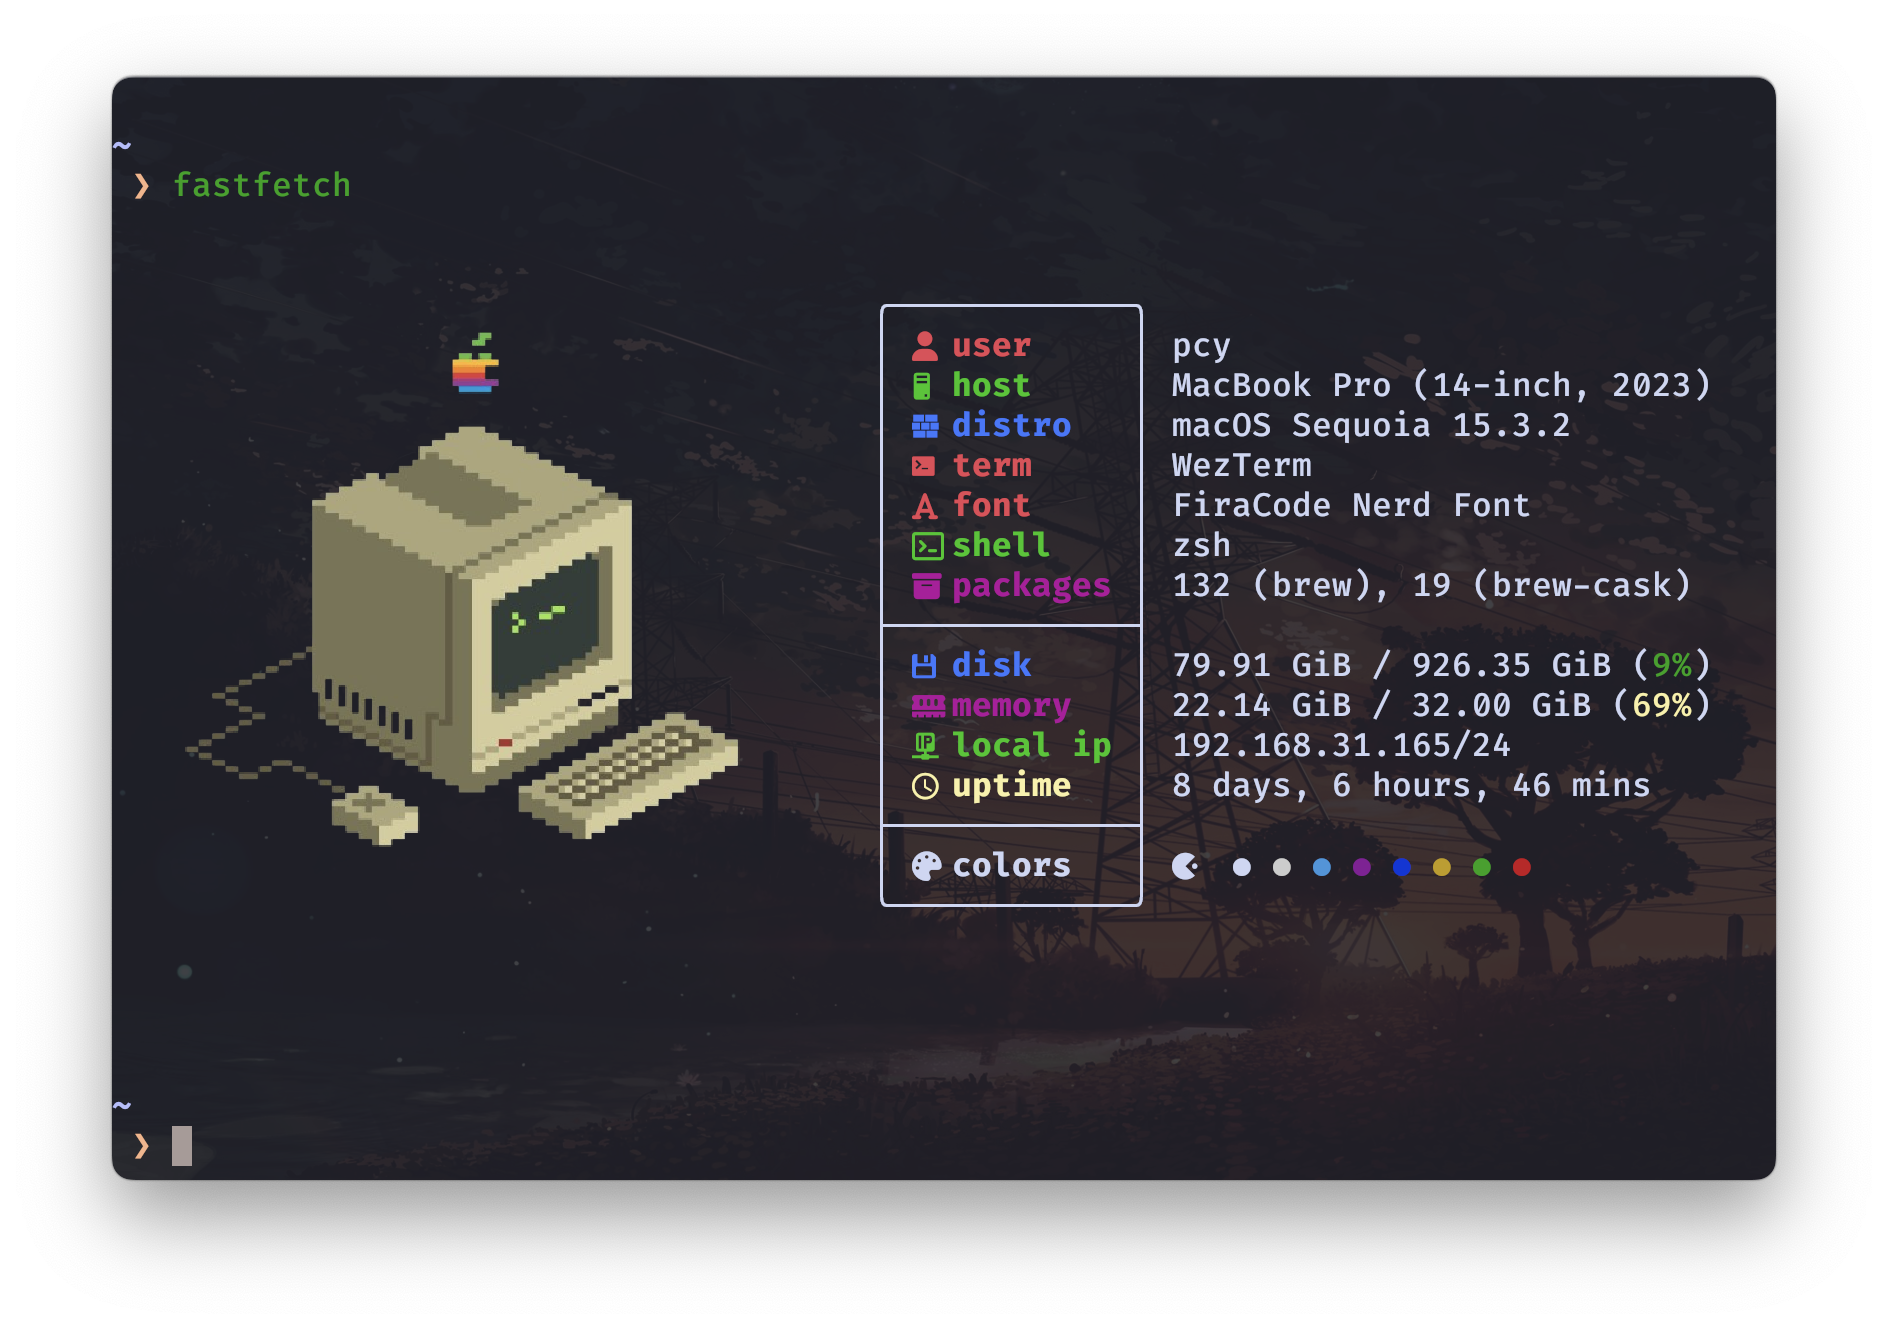 ~
❯ fastfetch
user pcy
host MacBook Pro (14-inch, 2023)
distro macOS Sequoia 15.3.2
term WezTerm
font FiraCode Nerd Font
shell zsh
packages 132 (brew), 19 (brew-cask)
disk 79.91 GiB / 926.35 GiB (9%)
memory 22.14 GiB / 32.00 GiB (69%)
local ip 192.168.31.165/24
uptime 8 days, 6 hours, 46 mins
colors
~
❯